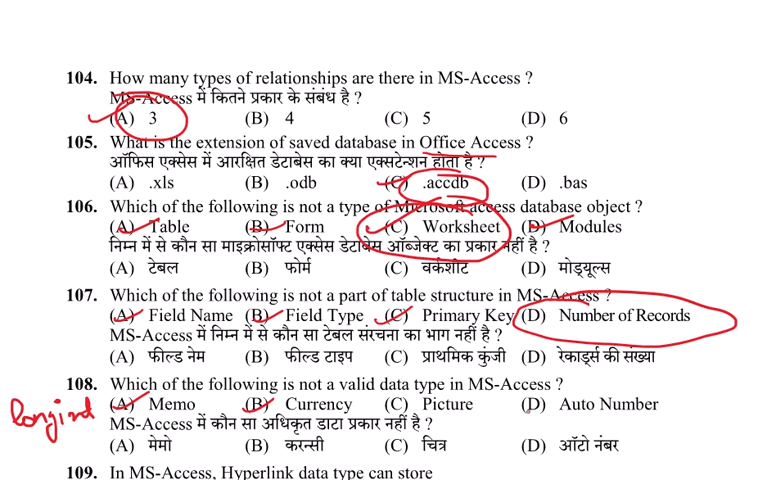 104. How many types of relationships are there in MS-Access ?
MS-Access में कितने प्रकार के संबंध है ?
(A) 3 (B) 4 (C) 5 (D) 6
105. What is the extension of saved database in Office Access ?
ऑफिस एक्सेस में आरक्षित डेटाबेस का क्या एक्सटेन्शन होता है ?
(A) .xls (B) .odb (C) .accdb (D) .bas
106. Which of the following is not a type of Microsoft access database object ?
(A) Table (B) Form (C) Worksheet (D) Modules
निम्न में से कौन सा माइक्रोसॉफ्ट एक्सेस डेटाबेस ऑब्जेक्ट का प्रकार नहीं है ?
(A) टेबल (B) फोर्म (C) वर्कशीट (D) मोड्यूल्स
107. Which of the following is not a part of table structure in MS-Access ?
(A) Field Name (B) Field Type (C) Primary Key (D) Number of Records
MS-Access में निम्न में से कौन सा टेबल संरचना का भाग नहीं है ?
(A) फील्ड नेम (B) फील्ड टाइप (C) प्राथमिक कुंजी (D) रेकार्ड्स की संख्या
108. Which of the following is not a valid data type in MS-Access ?
(A) Memo (B) Currency (C) Picture (D) Auto Number
MS-Access में कौन सा अधिकृत डाटा प्रकार नहीं है ?
(A) मेमो (B) करन्सी (C) चित्र (D) ऑटो नंबर
109. In MS-Access, Hyperlink data type can store